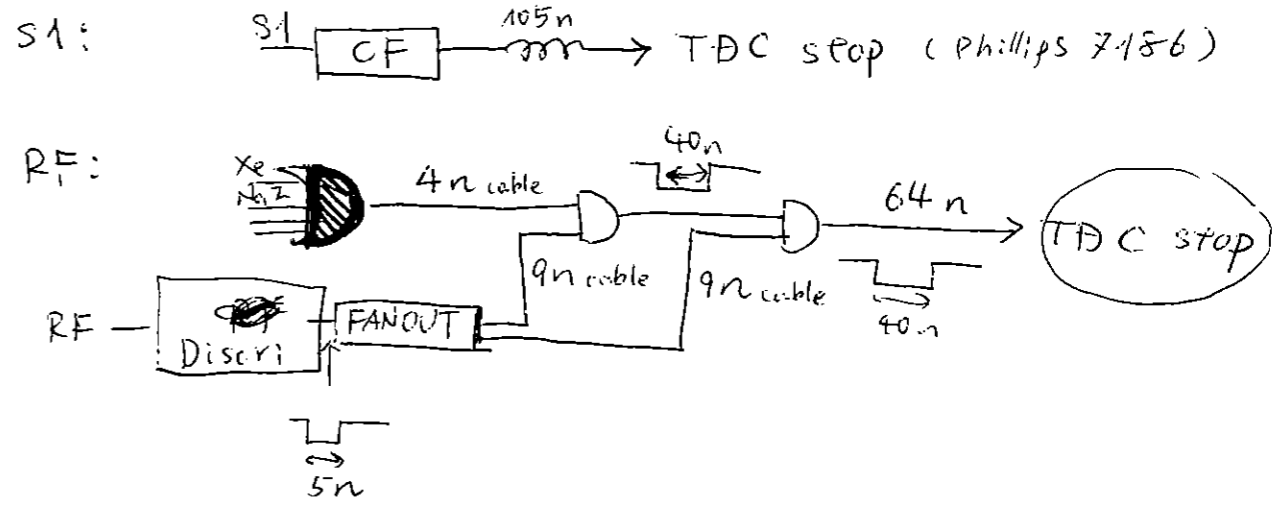 S1:
S1 CF 105n TDC stop (Phillips 7186)
RF:
Xe
NaI
4n cable
40n
64n
TDC stop
9n cable
9n cable
40n
RF
Discri
FANOUT
5n